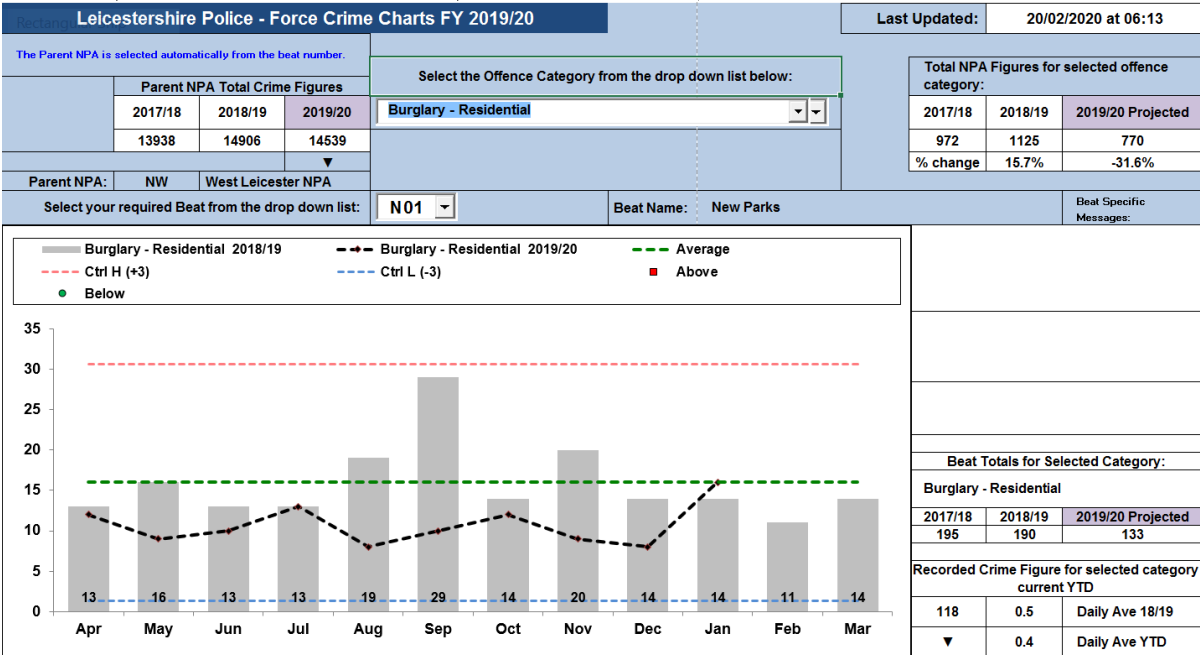 Leicestershire Police - Force Crime Charts FY 2019/20
Last Updated: 20/02/2020 at 06:13
The Parent NPA is selected automatically from the beat number.
Parent NPA Total Crime Figures
2017/18 2018/19 2019/20
13938 14906 14539
▼
Parent NPA: NW West Leicester NPA
Select the Offence Category from the drop down list below:
Burglary - Residential
Total NPA Figures for selected offence
category:
2017/18 2018/19 2019/20 Projected
972 1125 770
% change 15.7% -31.6%
Select your required Beat from the drop down list: N01
Beat Name: New Parks
Beat Specific
Messages:
Burglary - Residential 2018/19 Burglary - Residential 2019/20 Average
Ctrl H (+3) Ctrl L (-3) Above
Below
35
30
25
20
15
10
5
0
13 16 13 13 19 29 14 20 14 14 11 14
Apr May Jun Jul Aug Sep Oct Nov Dec Jan Feb Mar
Beat Totals for Selected Category:
Burglary - Residential
2017/18 2018/19 2019/20 Projected
195 190 133
Recorded Crime Figure for selected category
current YTD
118 0.5 Daily Ave 18/19
▼ 0.4 Daily Ave YTD